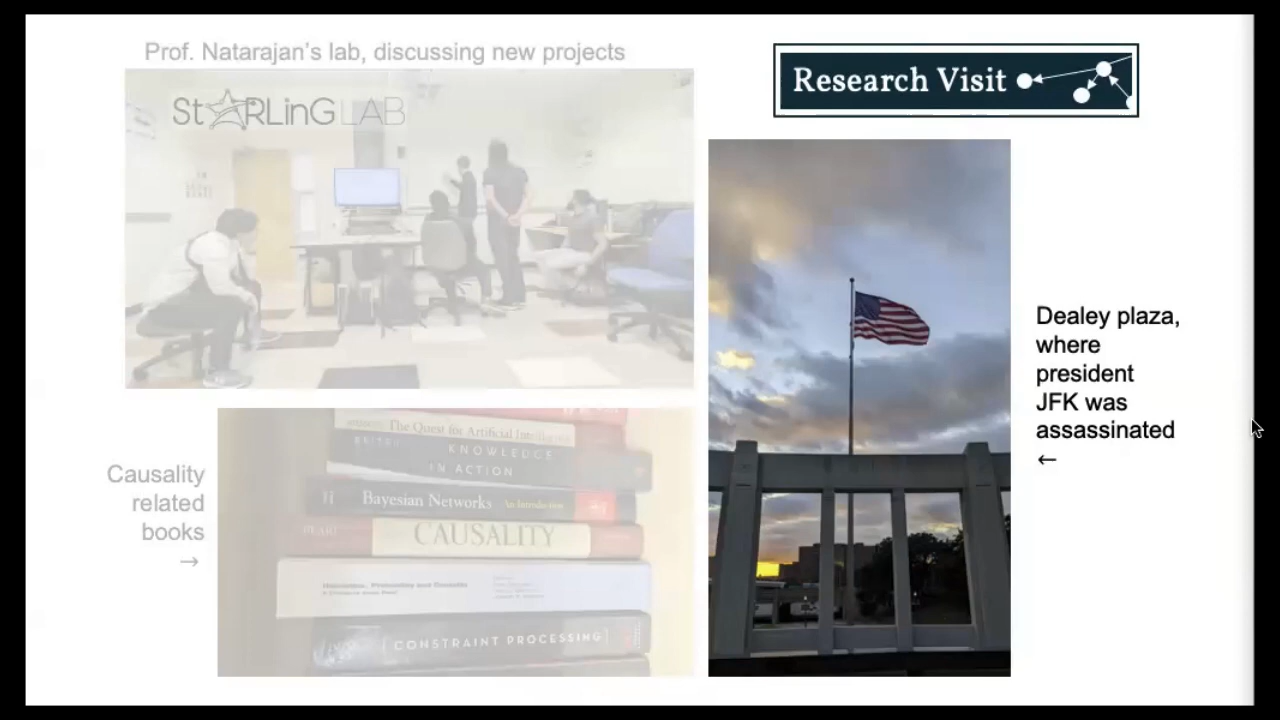 Prof. Natarajan's lab, discussing new projects
StARLinG LAB
Research Visit
Dealey plaza,
where
president
JFK was
assassinated
←
Causality
related
books
→
The Quest for Artificial Intelligence
KNOWLEDGE
IN ACTION
Bayesian Networks An Introduction
PEARL CAUSALITY
CONSTRAINT PROCESSING